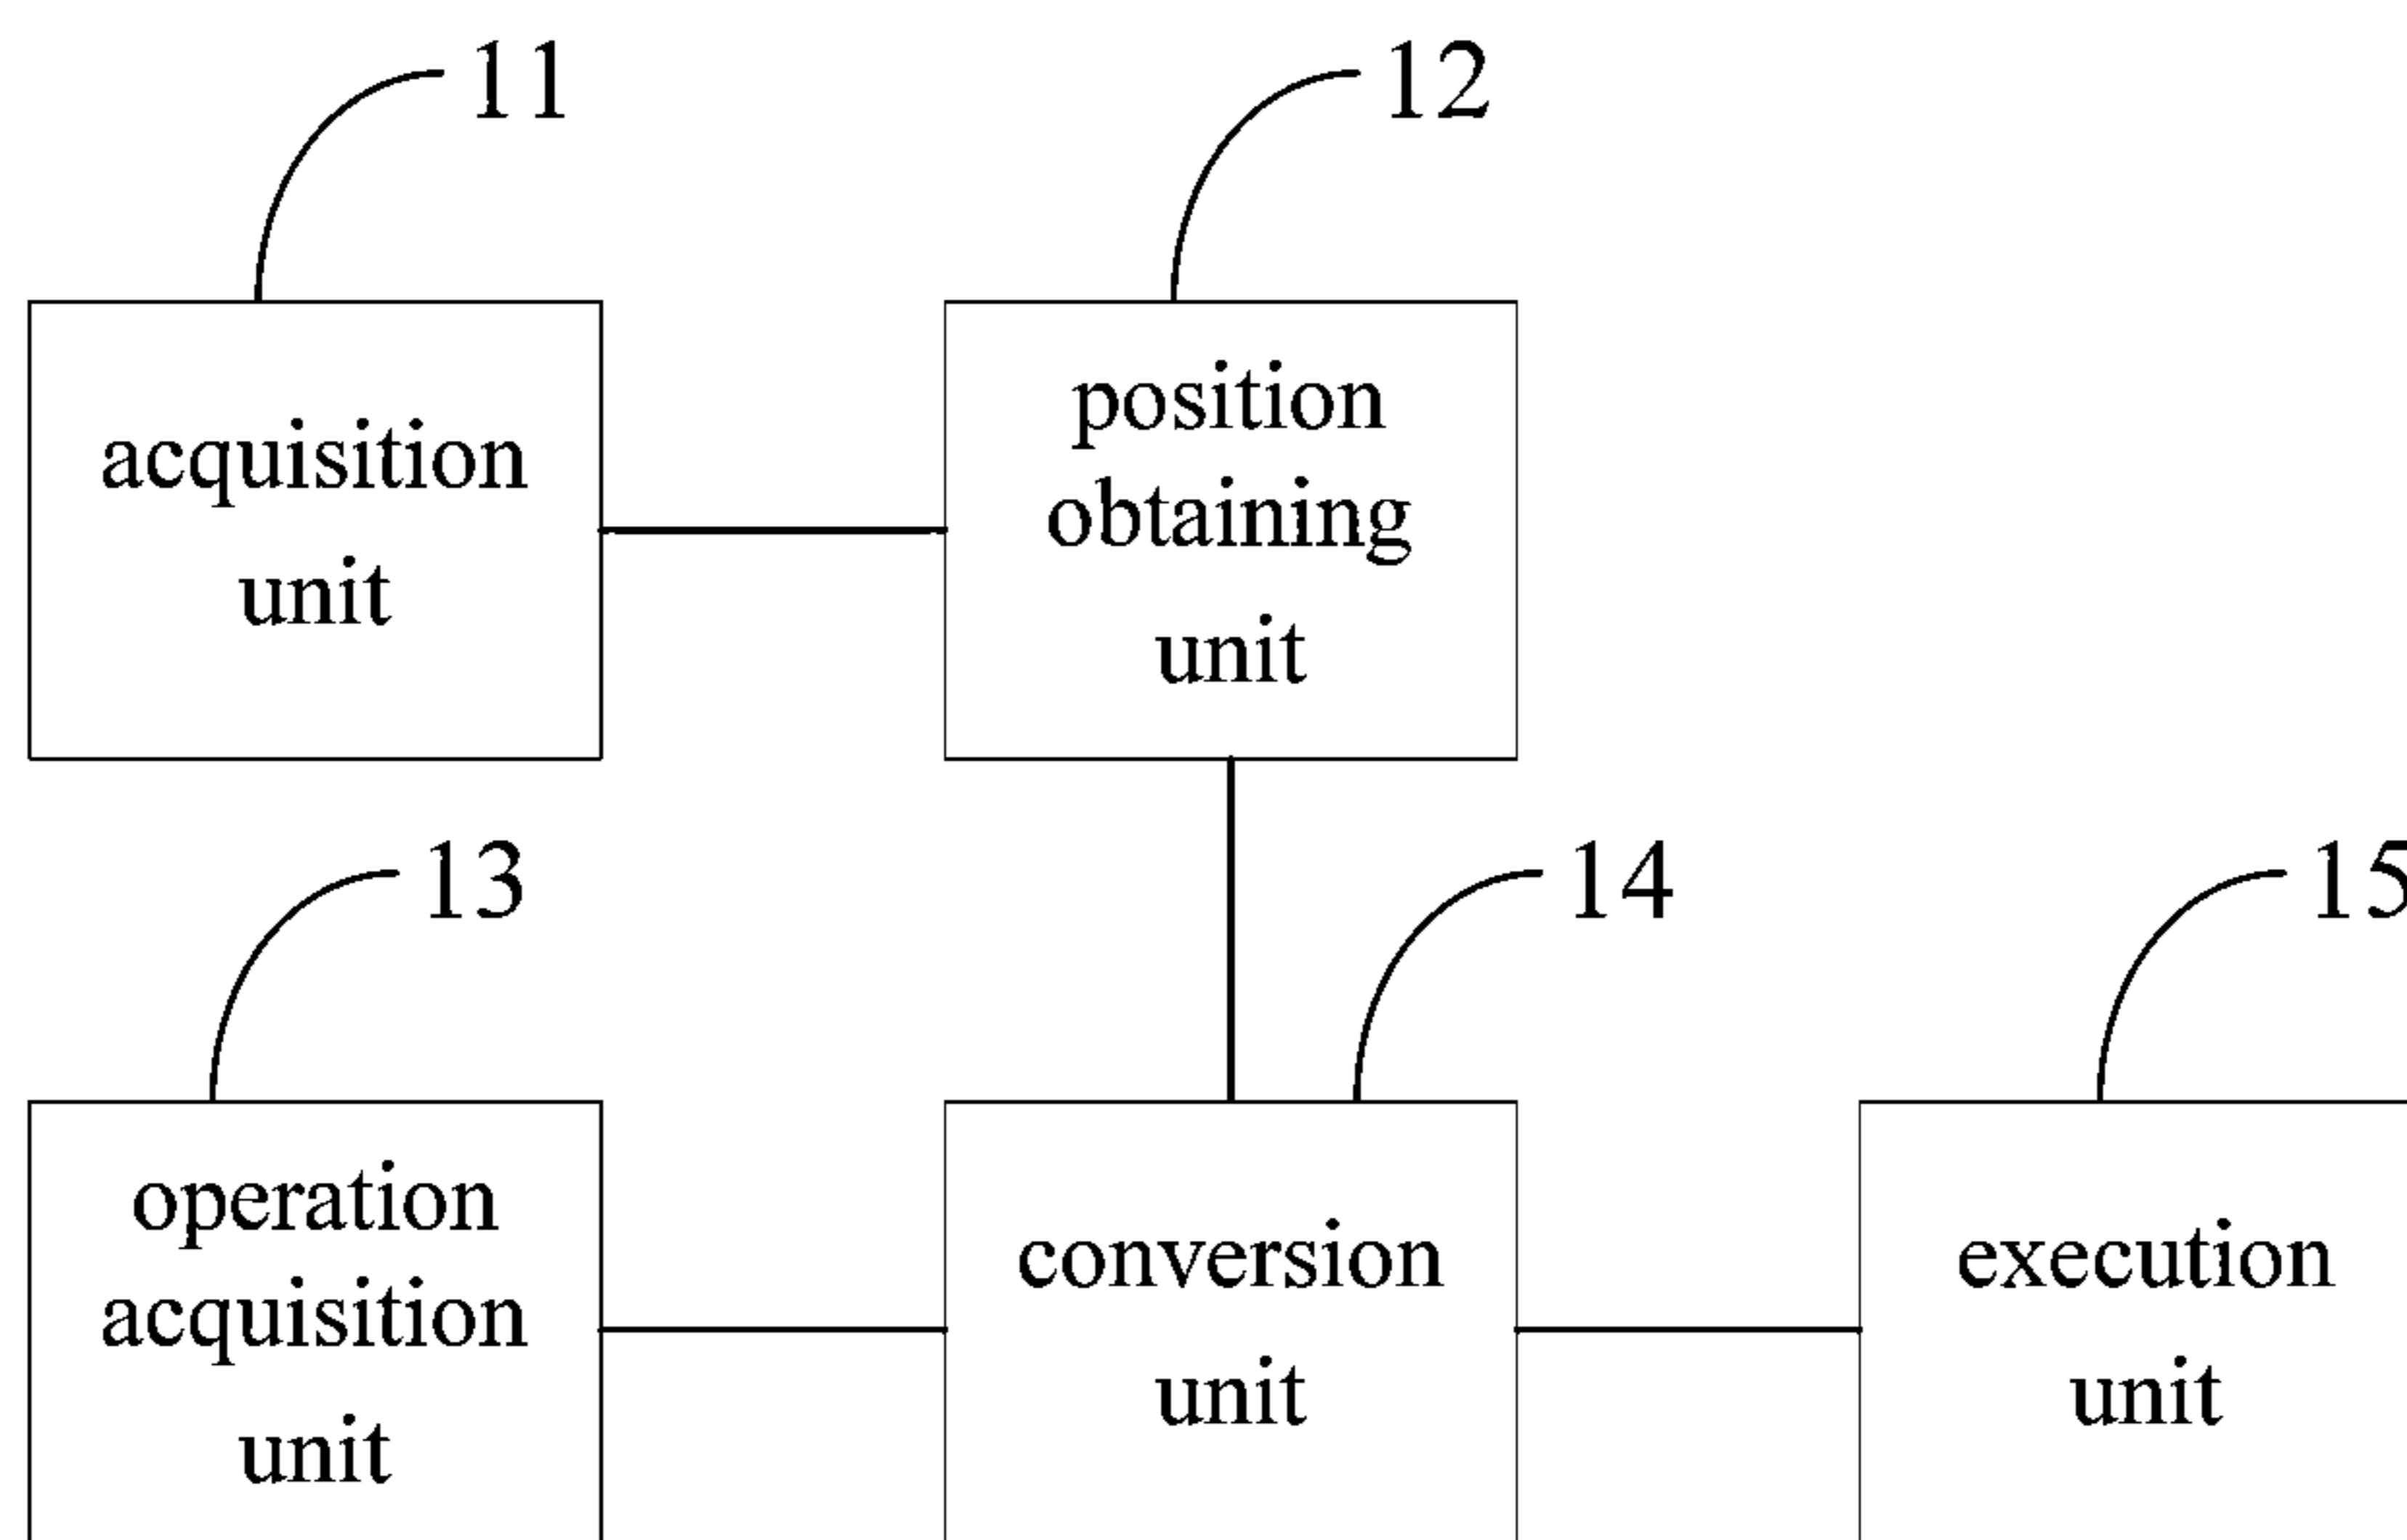 11
12
acquisition
unit
position
obtaining
unit
13
14
15
operation
acquisition
unit
conversion
unit
execution
unit